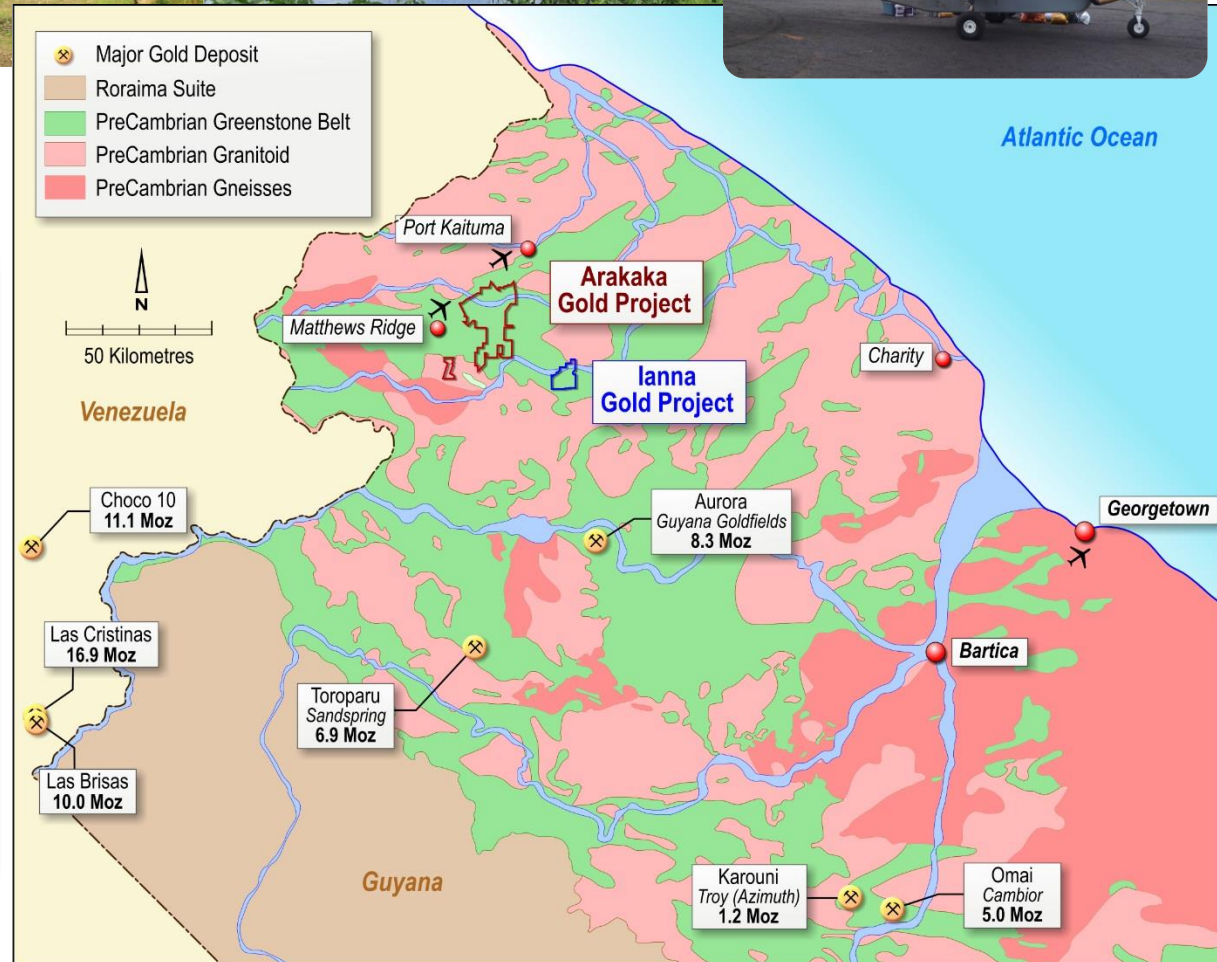 Major Gold Deposit
Roraima Suite
PreCambrian Greenstone Belt
PreCambrian Granitoid
PreCambrian Gneisses
N
50 Kilometres
Atlantic Ocean
Port Kaituma
Arakaka
Gold Project
Matthews Ridge
Ianna
Gold Project
Charity
Venezuela
Choco 10
11.1 Moz
Aurora
Guyana Goldfields
8.3 Moz
Georgetown
Las Cristinas
16.9 Moz
Bartica
Toroparu
Sandspring
6.9 Moz
Las Brisas
10.0 Moz
Guyana
Karouni
Troy (Azimuth)
1.2 Moz
Omai
Cambior
5.0 Moz